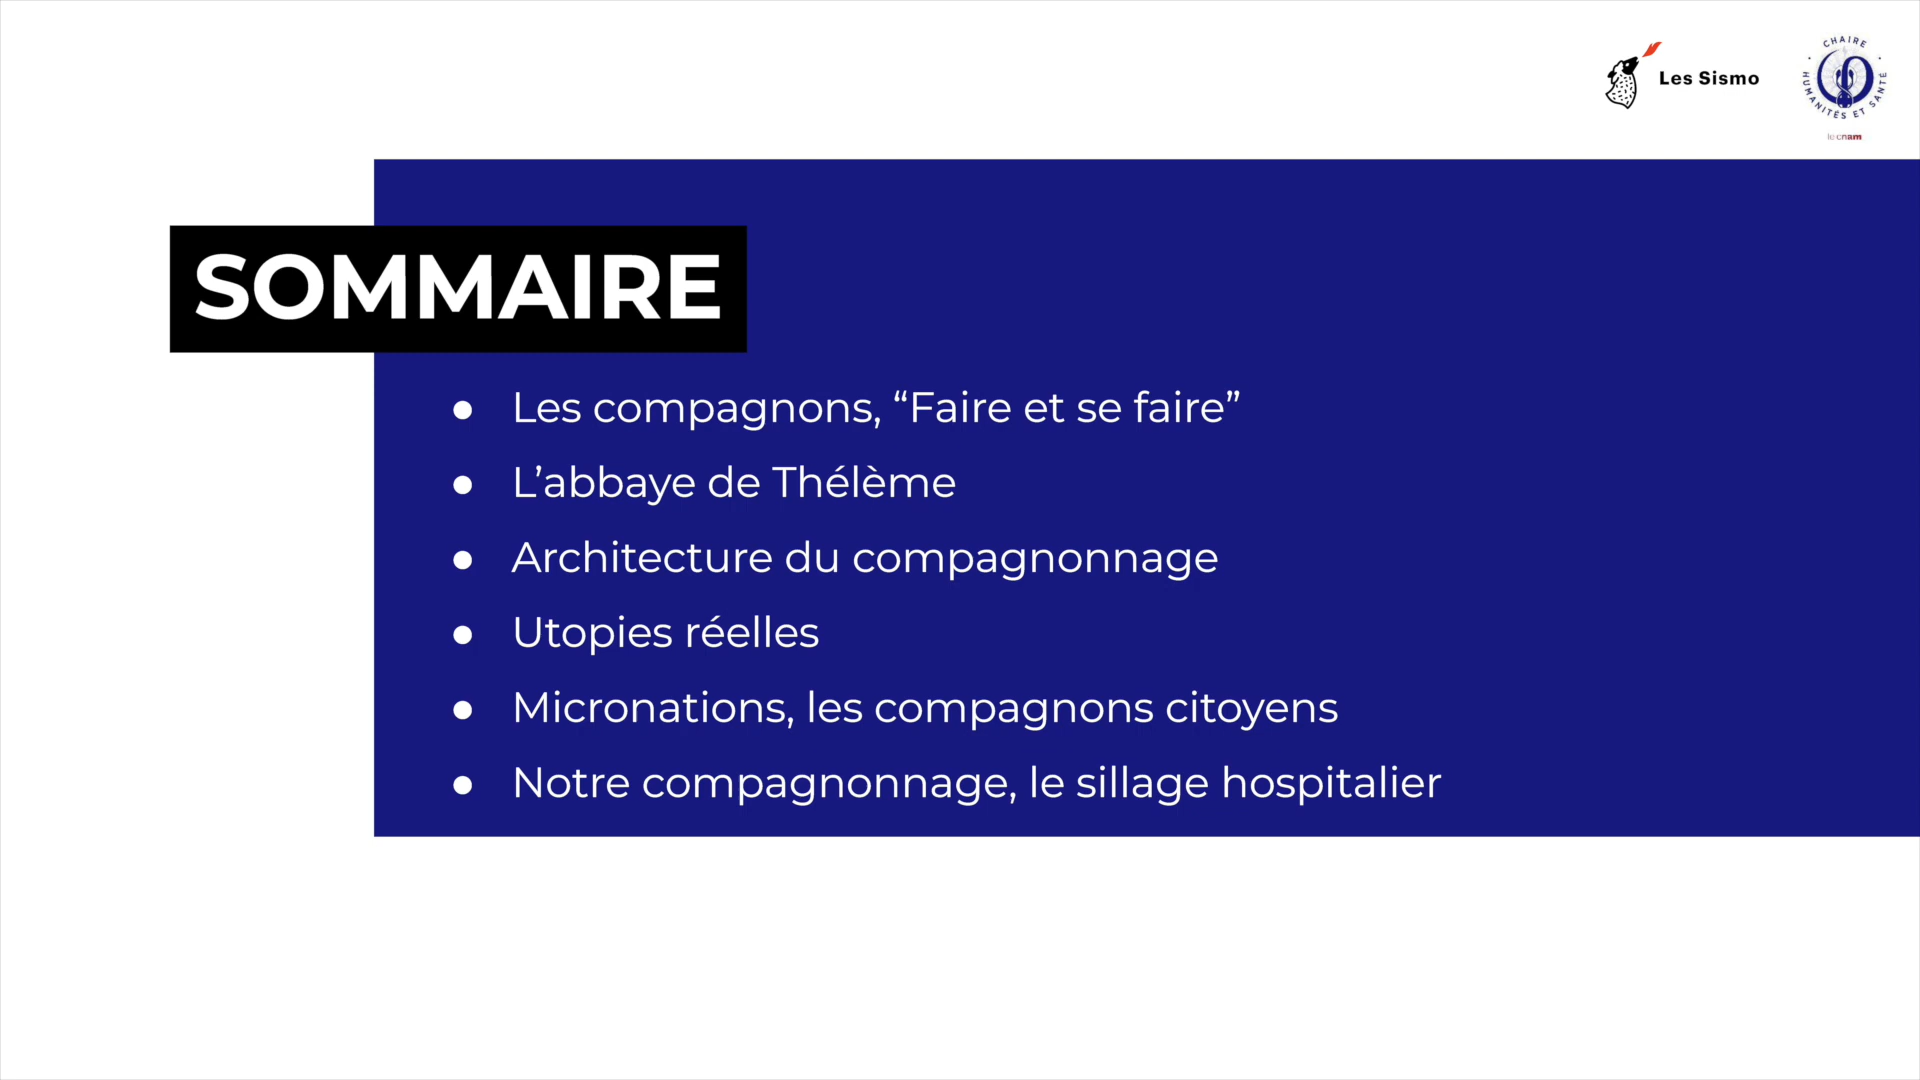 Les Sismo
CHAIRE
HUMANITÉS ET SANTÉ
le cnam
SOMMAIRE
● Les compagnons, “Faire et se faire”
● L’abbaye de Thélème
● Architecture du compagnonnage
● Utopies réelles
● Micronations, les compagnons citoyens
● Notre compagnonnage, le sillage hospitalier